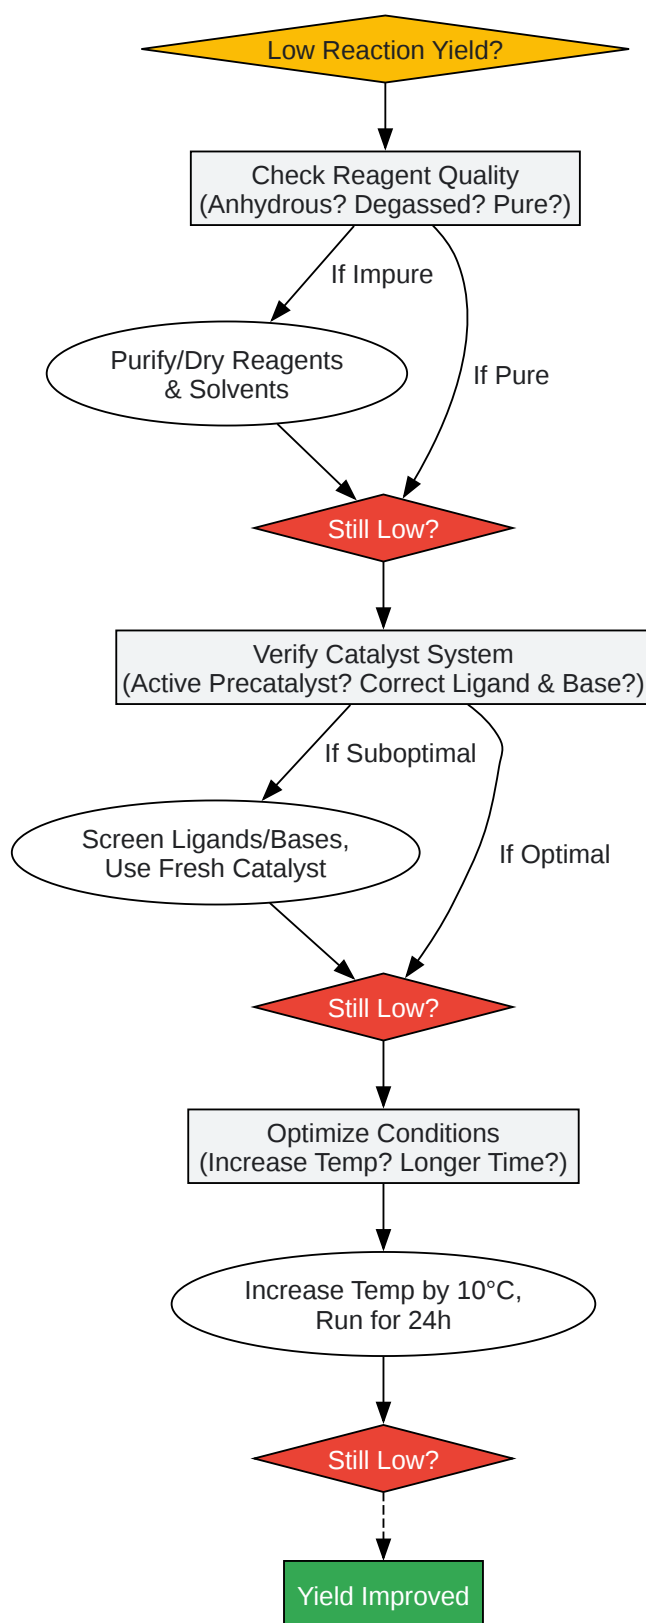 Low Reaction Yield?
Check Reagent Quality
(Anhydrous? Degassed? Pure?)
If Impure
Purify/Dry Reagents
& Solvents
If Pure
Still Low?
Verify Catalyst System
(Active Precatalyst? Correct Ligand & Base?)
If Suboptimal
Screen Ligands/Bases,
Use Fresh Catalyst
If Optimal
Still Low?
Optimize Conditions
(Increase Temp? Longer Time?)
Increase Temp by 10°C,
Run for 24h
Still Low?
Yield Improved